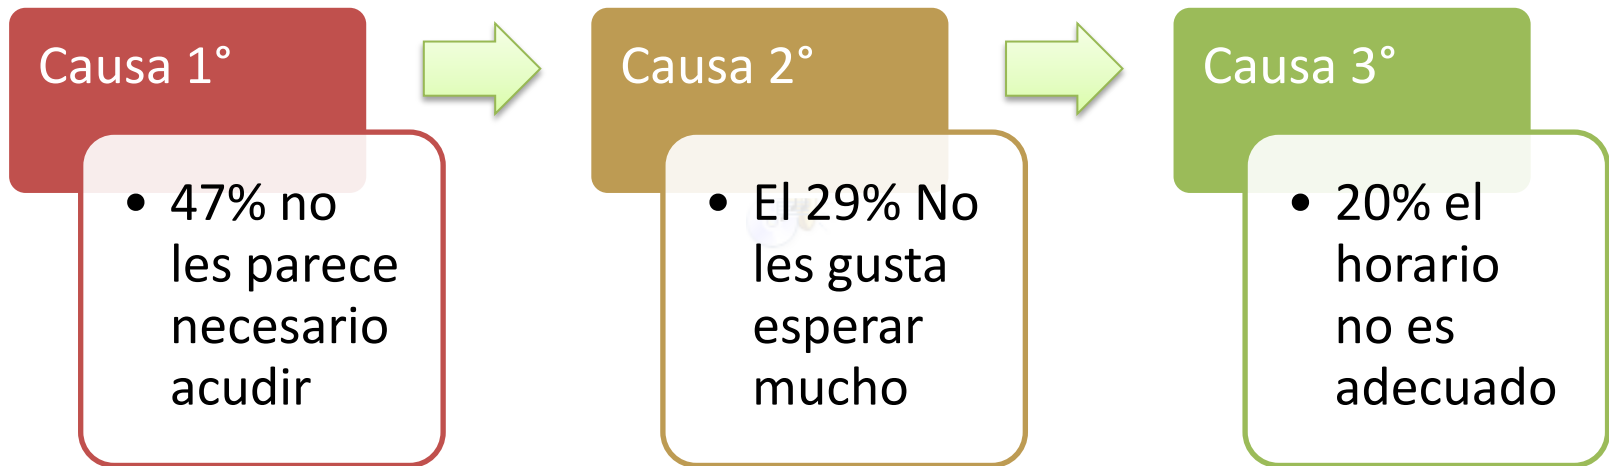 Causa 1°
• 47% no
les parece
necesario
acudir
Causa 2°
• El 29% No
les gusta
esperar
mucho
Causa 3°
• 20% el
horario
no es
adecuado